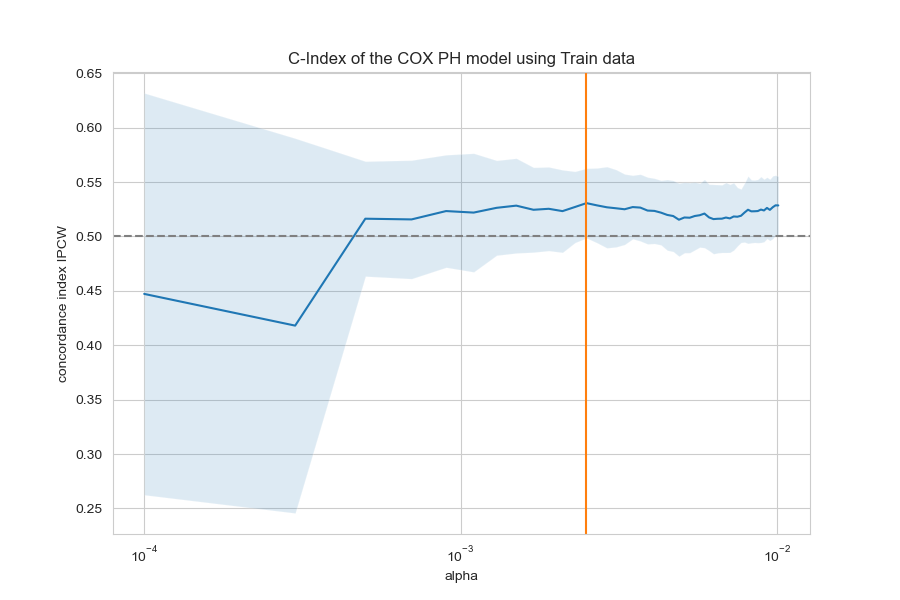 C-Index of the COX PH model using Train data
concordance index IPCW
0.65
0.60
0.55
0.50
0.45
0.40
0.35
0.30
0.25
10⁻⁴ 10⁻³ 10⁻²
alpha